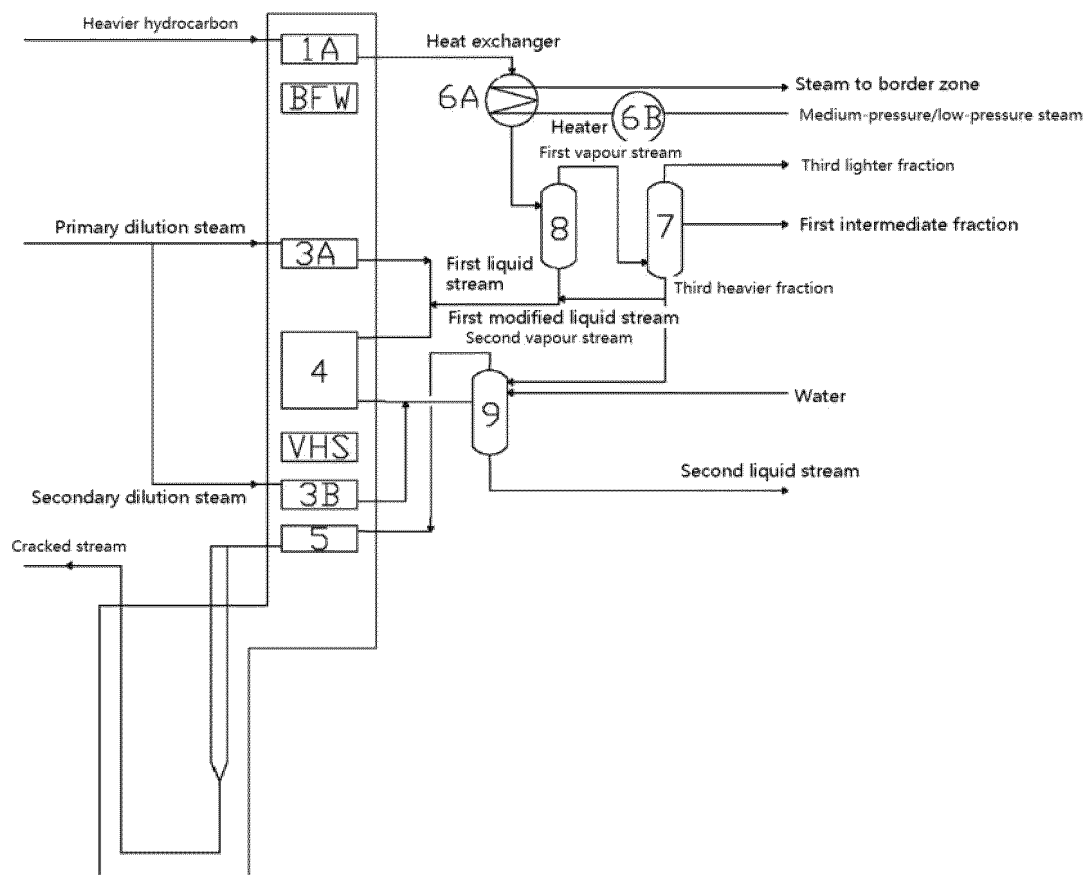 Heavier hydrocarbon
1A
Heat exchanger
BFW
6A
Steam to border zone
6B
Medium-pressure/low-pressure steam
Heater
First vapour stream
Third lighter fraction
8
7
Primary dilution steam
First intermediate fraction
3A
First liquid
stream
Third heavier fraction
First modified liquid stream
Second vapour stream
4
9
Water
VHS
Second liquid stream
Secondary dilution steam
3B
5
Cracked stream